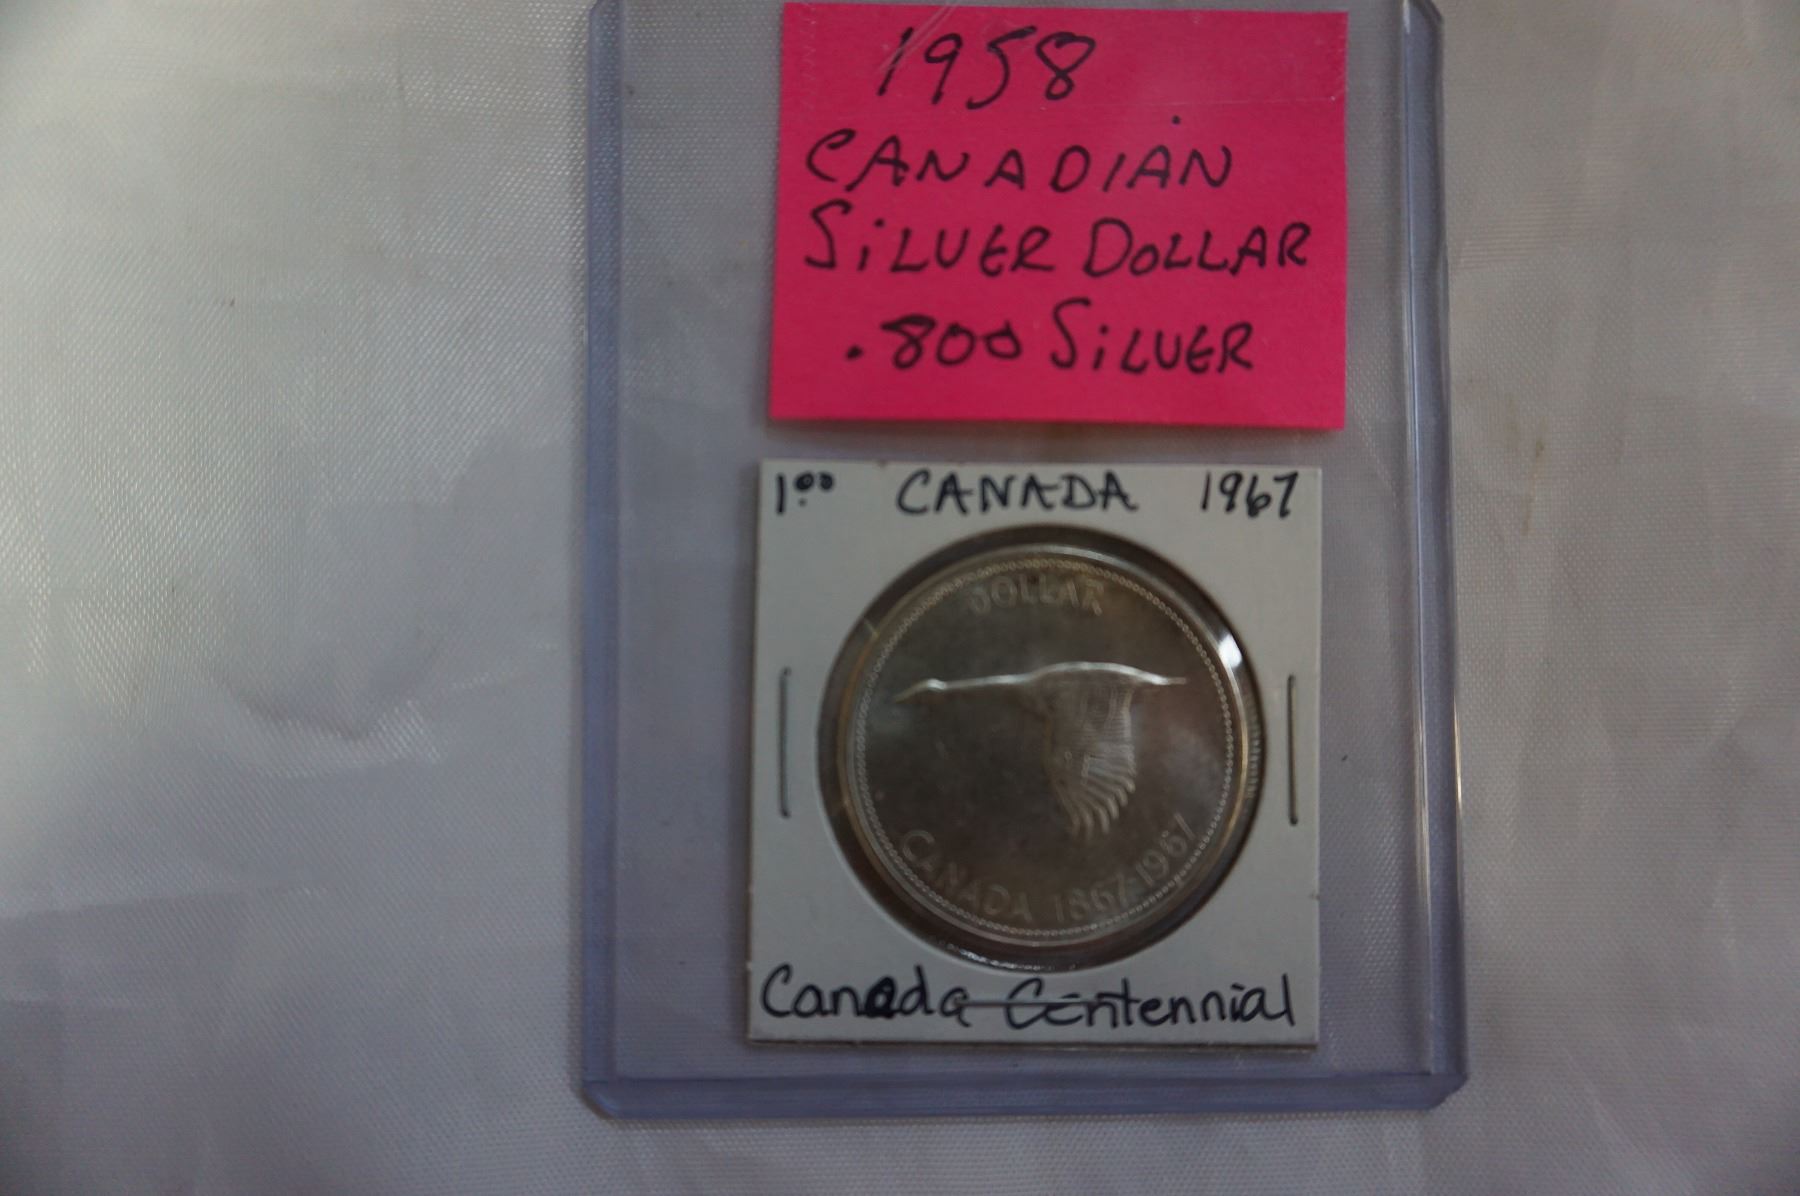 1958
CANADIAN
SiLVER DOLLAR
.800 SiLVER
1.00 CANADA 1967
DOLLAR
CANADA 1867-1967
Canada Centennial